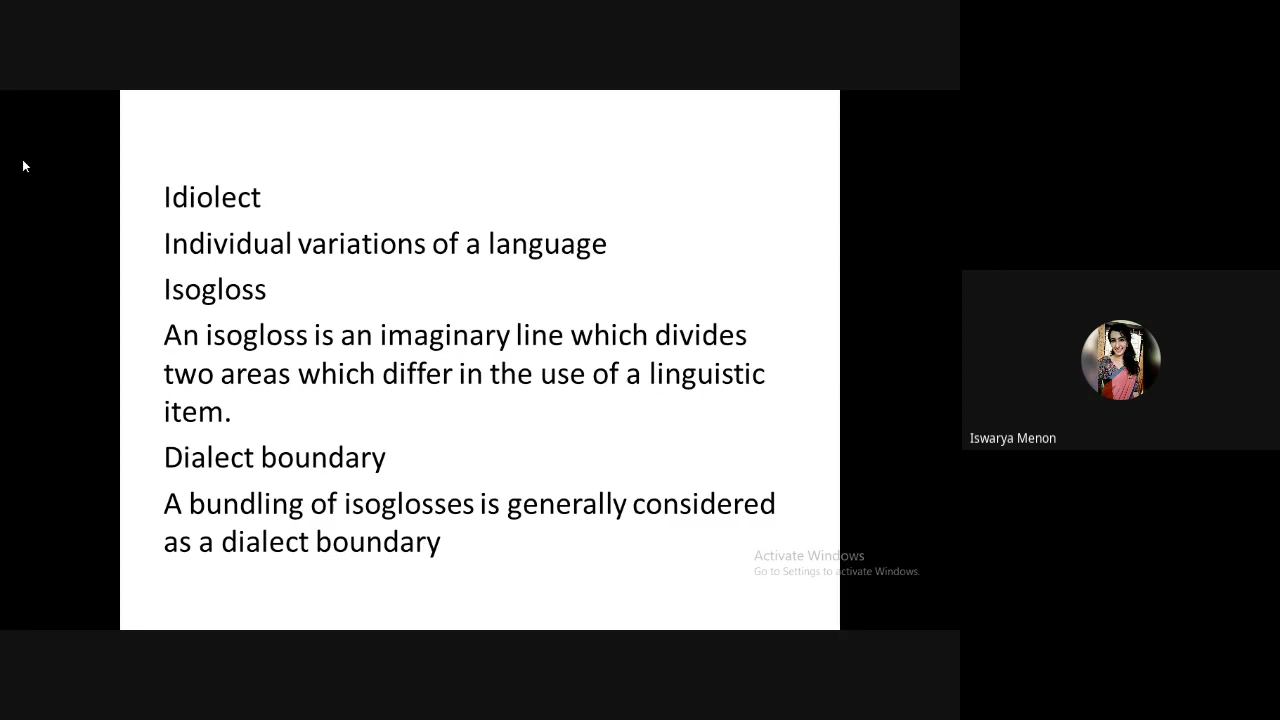 Idiolect
Individual variations of a language
Isogloss
An isogloss is an imaginary line which divides
two areas which differ in the use of a linguistic
item.
Dialect boundary
A bundling of isoglosses is generally considered
as a dialect boundary
Activate Windows
Go to Settings to activate Windows.
Iswarya Menon